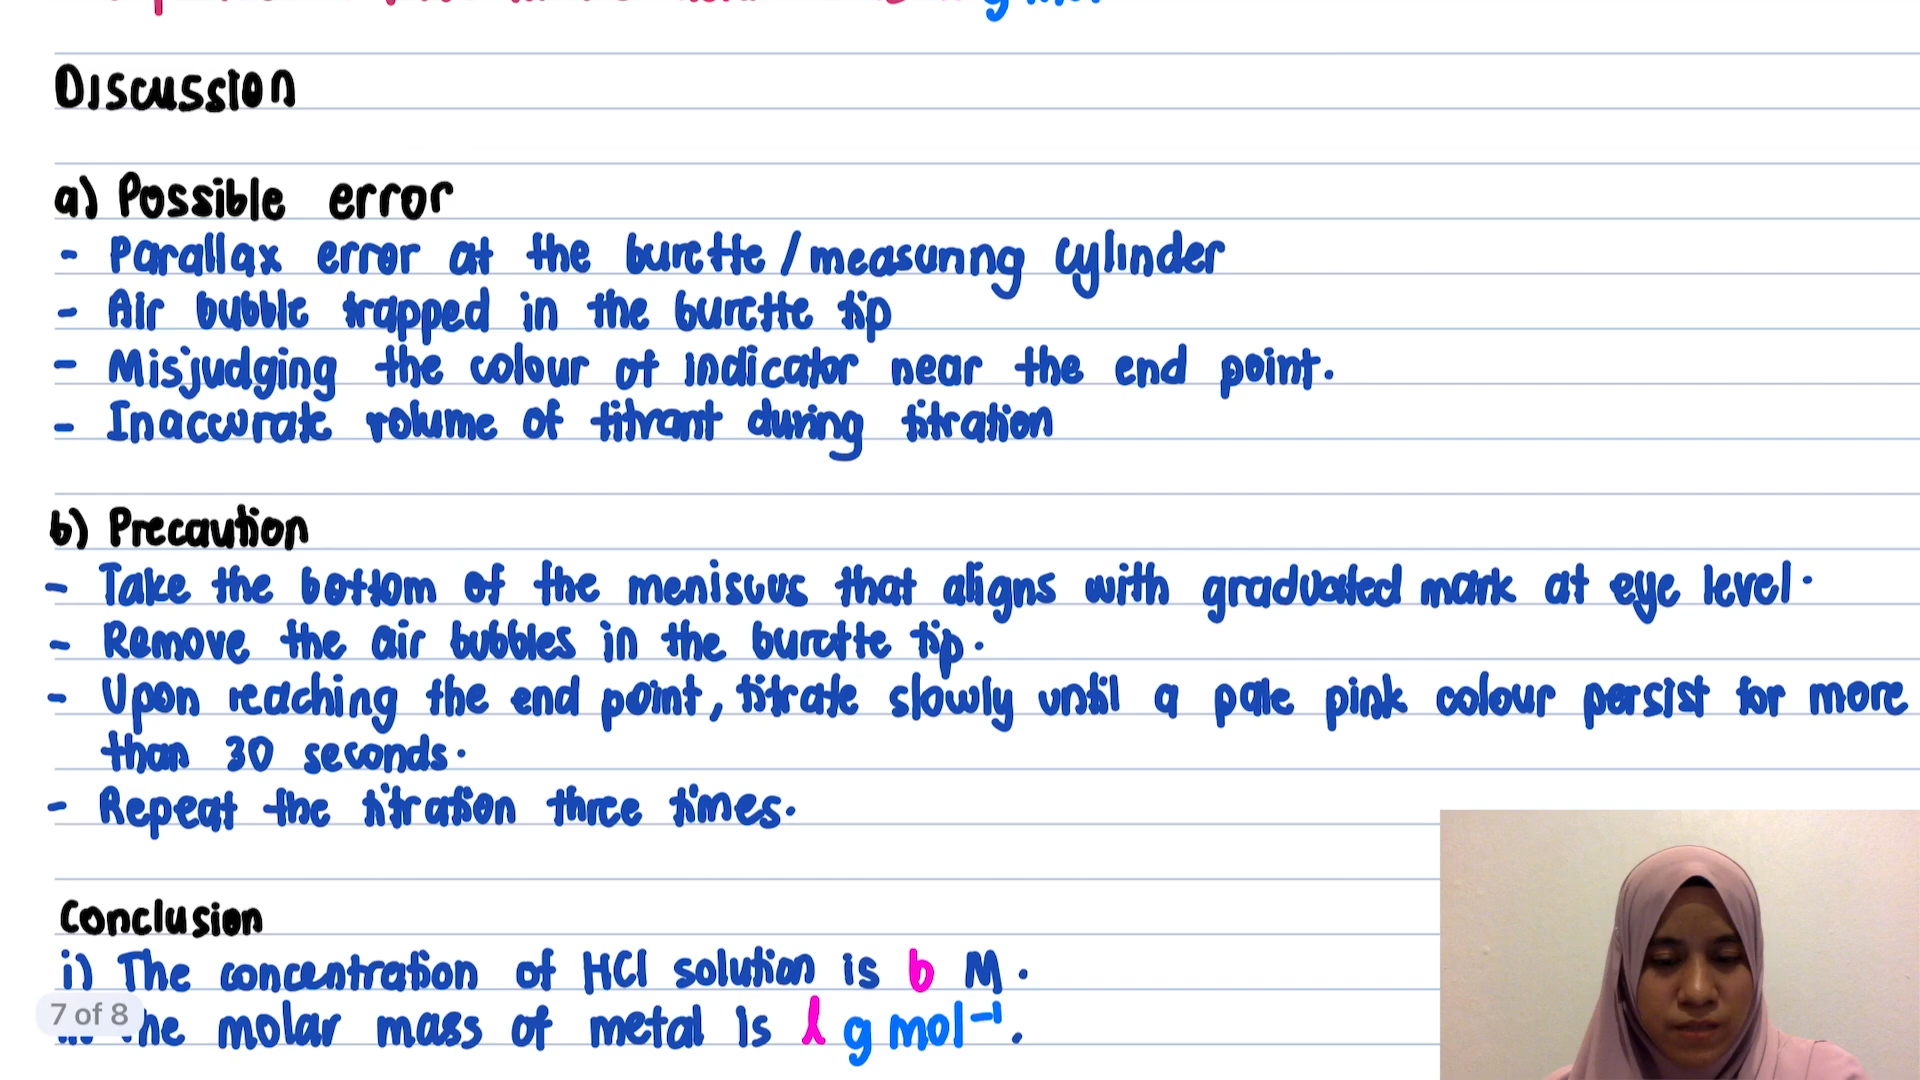 Discussion
a) Possible error
- Parallax error at the burette / measuring cylinder
- Air bubble trapped in the burette tip
- Misjudging the colour of indicator near the end point.
- Inaccurate volume of titrant during titration
b) Precaution
- Take the bottom of the meniscus that aligns with graduated mark at eye level.
- Remove the air bubbles in the burette tip.
- Upon reaching the end point, titrate slowly until a pale pink colour persist for more
than 30 seconds.
- Repeat the titration three times.
Conclusion
i) The concentration of HCl solution is b M.
7 of 8
molar mass of metal is l g mol⁻¹.